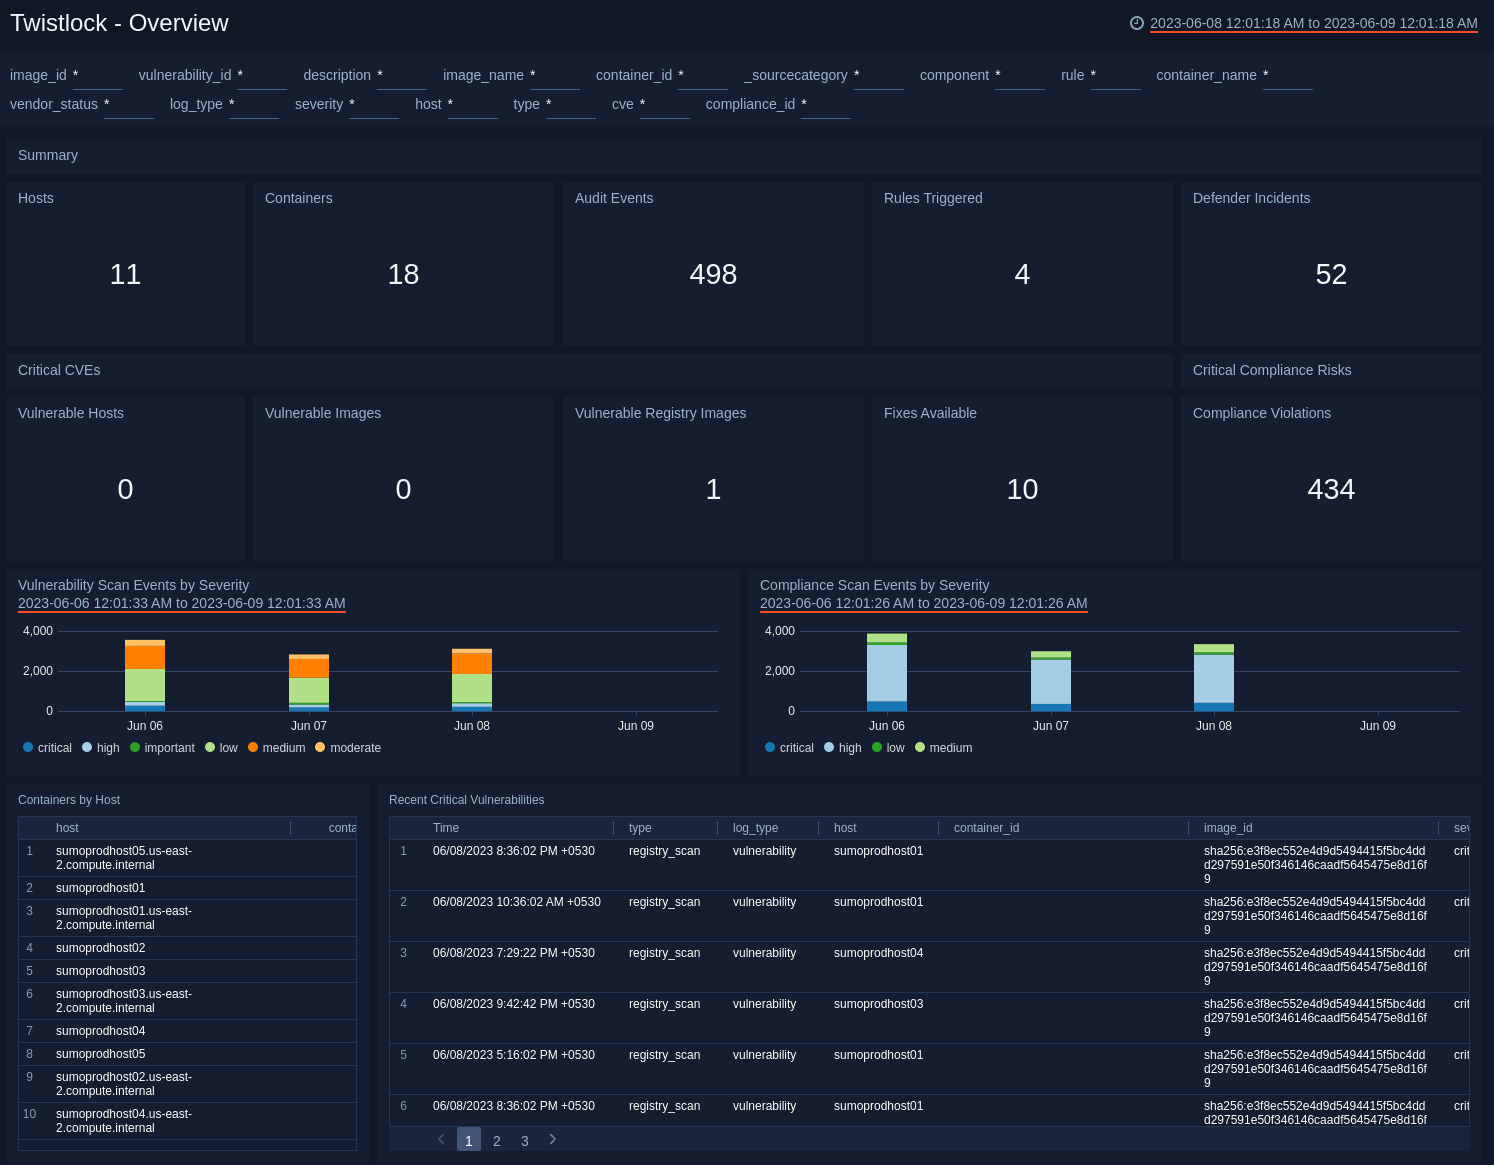 Twistlock - Overview
2023-06-08 12:01:18 AM to 2023-06-09 12:01:18 AM
image_id * vulnerability_id * description * image_name * container_id * _sourcecategory * component * rule * container_name *
vendor_status * log_type * severity * host * type * cve * compliance_id *
Summary
Hosts Containers Audit Events Rules Triggered Defender Incidents
11 18 498 4 52
Critical CVEs Critical Compliance Risks
Vulnerable Hosts Vulnerable Images Vulnerable Registry Images Fixes Available Compliance Violations
0 0 1 10 434
Vulnerability Scan Events by Severity
2023-06-06 12:01:33 AM to 2023-06-09 12:01:33 AM
4,000
2,000
0
Jun 06 Jun 07 Jun 08 Jun 09
critical high important low medium moderate
Compliance Scan Events by Severity
2023-06-06 12:01:26 AM to 2023-06-09 12:01:26 AM
4,000
2,000
0
Jun 06 Jun 07 Jun 08 Jun 09
critical high low medium
Containers by Host
host conta
1 sumoprodhost05.us-east-
2.compute.internal
2 sumoprodhost01
3 sumoprodhost01.us-east-
2.compute.internal
4 sumoprodhost02
5 sumoprodhost03
6 sumoprodhost03.us-east-
2.compute.internal
7 sumoprodhost04
8 sumoprodhost05
9 sumoprodhost02.us-east-
2.compute.internal
10 sumoprodhost04.us-east-
2.compute.internal
Recent Critical Vulnerabilities
Time type log_type host container_id image_id sev
1 06/08/2023 8:36:02 PM +0530 registry_scan vulnerability sumoprodhost01 sha256:e3f8ec552e4d9d5494415f5bc4dd crit
d297591e50f346146caadf5645475e8d16f
9
2 06/08/2023 10:36:02 AM +0530 registry_scan vulnerability sumoprodhost01 sha256:e3f8ec552e4d9d5494415f5bc4dd crit
d297591e50f346146caadf5645475e8d16f
9
3 06/08/2023 7:29:22 PM +0530 registry_scan vulnerability sumoprodhost04 sha256:e3f8ec552e4d9d5494415f5bc4dd crit
d297591e50f346146caadf5645475e8d16f
9
4 06/08/2023 9:42:42 PM +0530 registry_scan vulnerability sumoprodhost03 sha256:e3f8ec552e4d9d5494415f5bc4dd crit
d297591e50f346146caadf5645475e8d16f
9
5 06/08/2023 5:16:02 PM +0530 registry_scan vulnerability sumoprodhost01 sha256:e3f8ec552e4d9d5494415f5bc4dd crit
d297591e50f346146caadf5645475e8d16f
9
6 06/08/2023 8:36:02 PM +0530 registry_scan vulnerability sumoprodhost01 sha256:e3f8ec552e4d9d5494415f5bc4dd crit
d297591e50f346146caadf5645475e8d16f
1 2 3